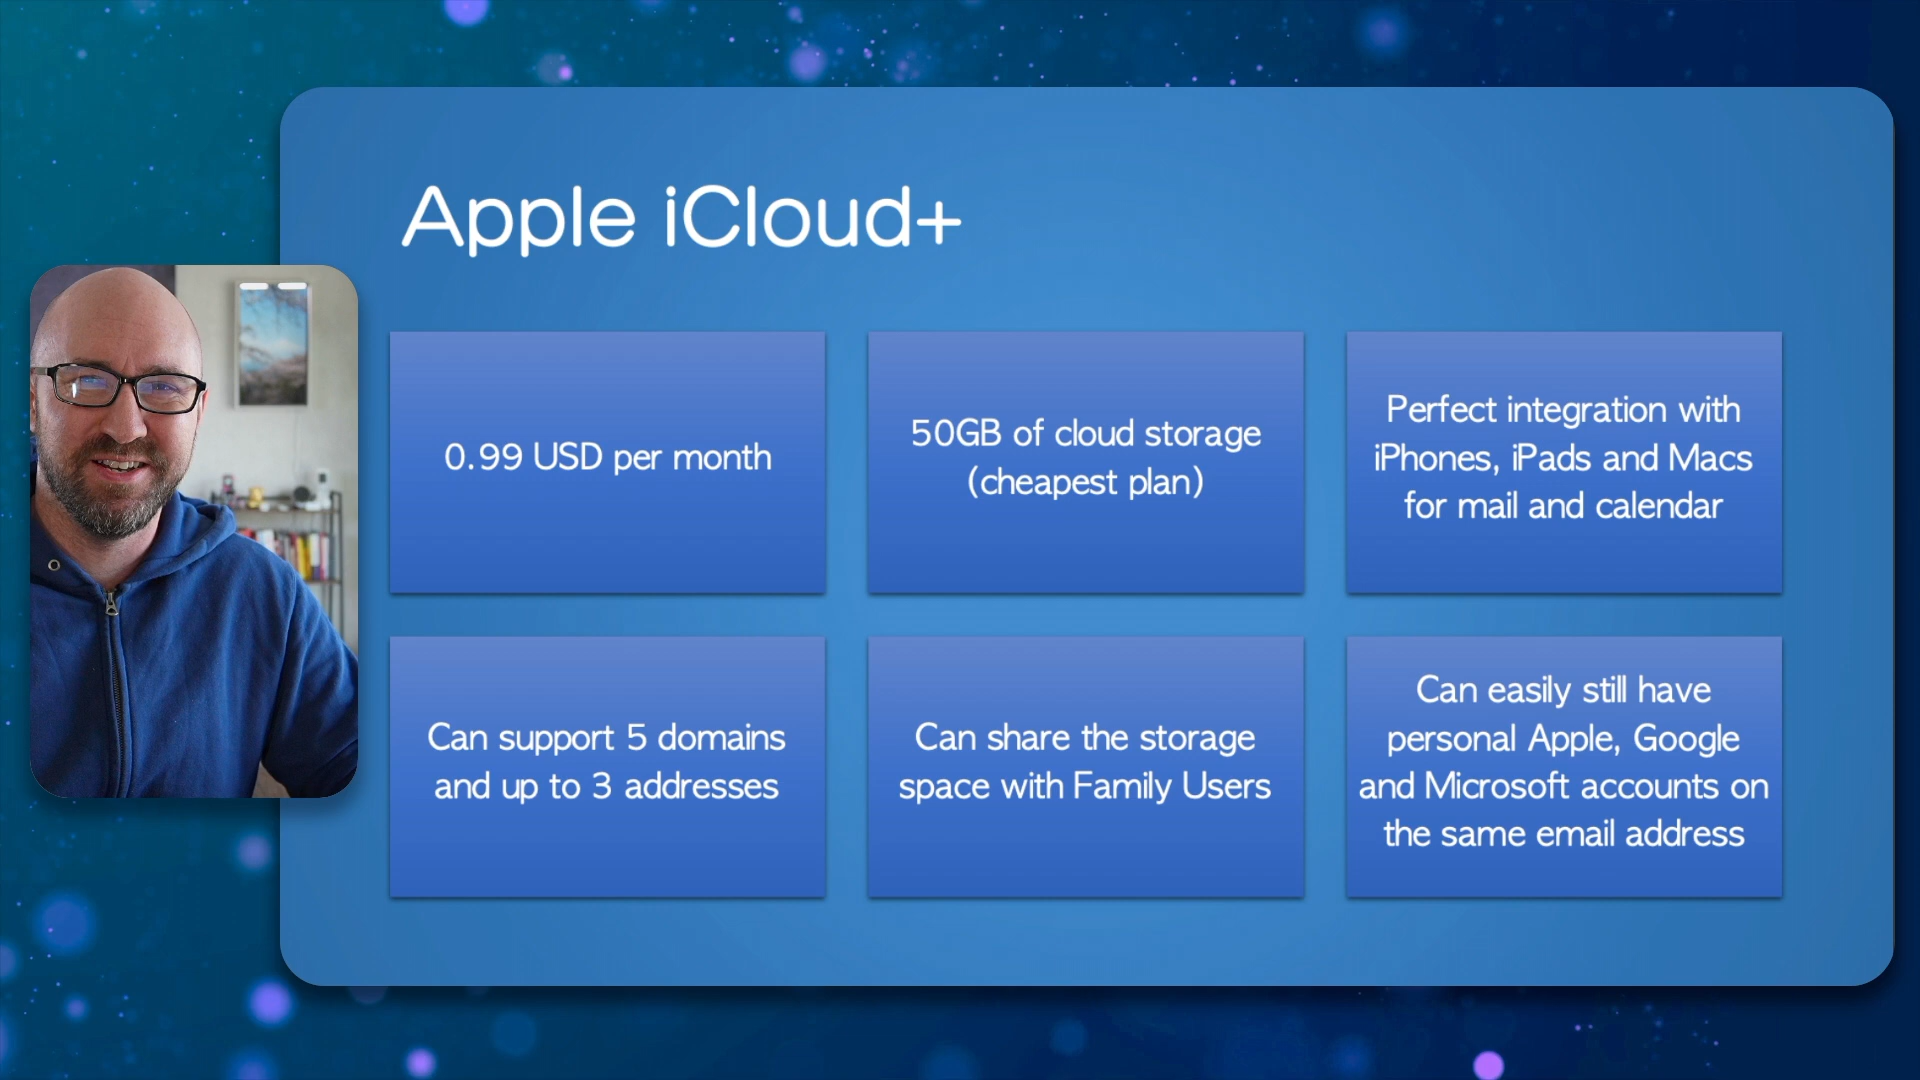 Apple iCloud+
0.99 USD per month
50GB of cloud storage
(cheapest plan)
Perfect integration with
iPhones, iPads and Macs
for mail and calendar
Can support 5 domains
and up to 3 addresses
Can share the storage
space with Family Users
Can easily still have
personal Apple, Google
and Microsoft accounts on
the same email address